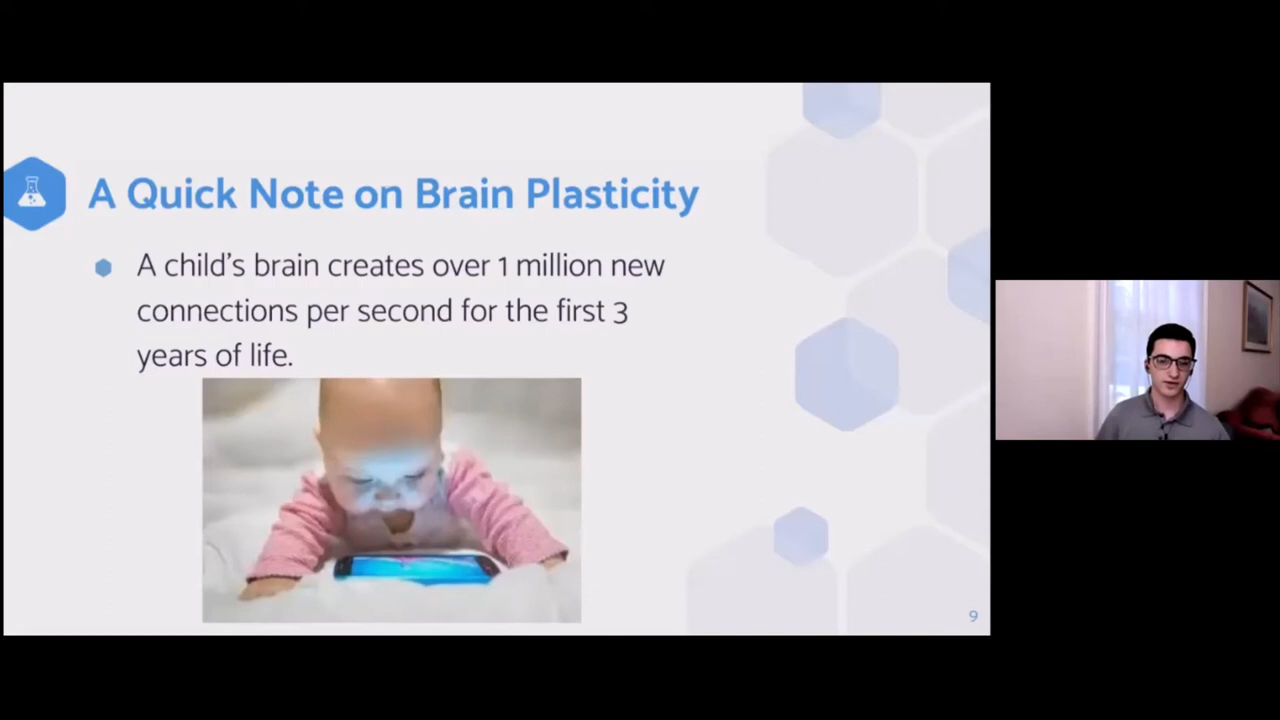 A Quick Note on Brain Plasticity
A child's brain creates over 1 million new
connections per second for the first 3
years of life.
9